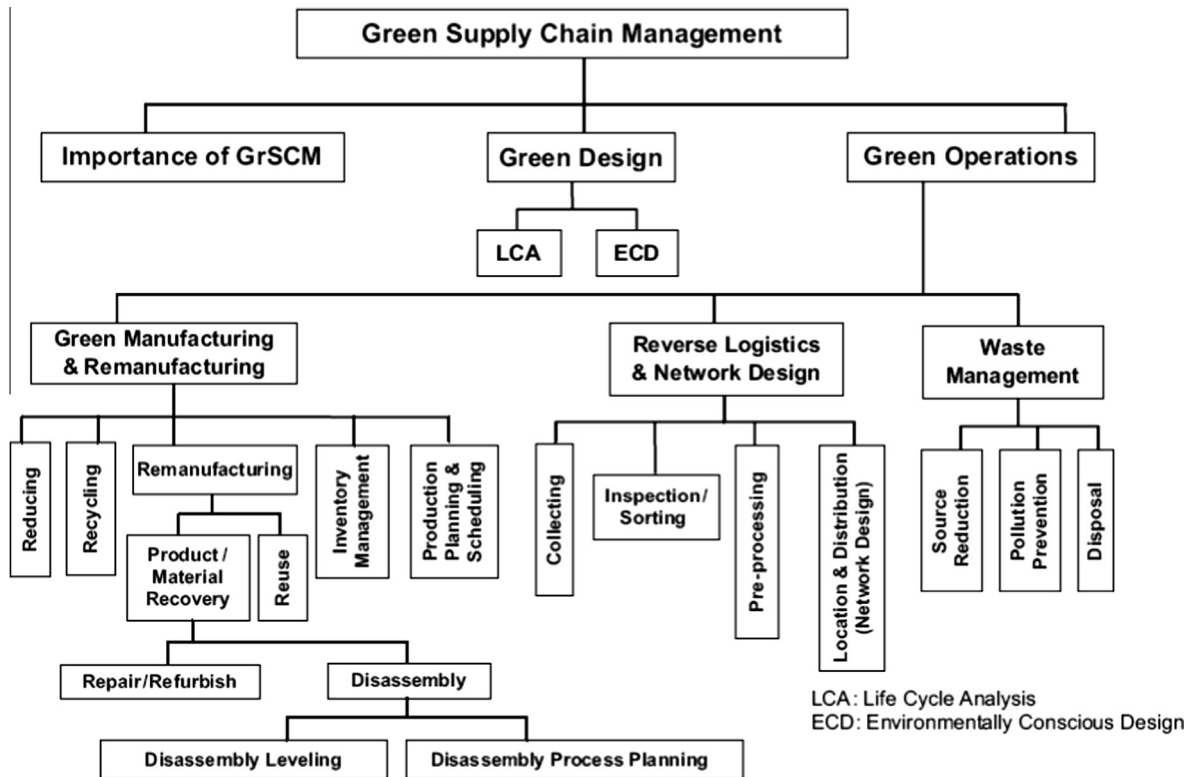 Green Supply Chain Management
Importance of GrSCM
Green Design
Green Operations
LCA
ECD
Green Manufacturing
& Remanufacturing
Reverse Logistics
& Network Design
Waste
Management
Reducing
Recycling
Remanufacturing
Product /
Material
Recovery
Reuse
Inventory
Management
Production
Planning &
Scheduling
Collecting
Inspection/
Sorting
Pre-processing
Location & Distribution
(Network Design)
Source
Reduction
Pollution
Prevention
Disposal
Repair/Refurbish
Disassembly
Disassembly Leveling
Disassembly Process Planning
LCA: Life Cycle Analysis
ECD: Environmentally Conscious Design